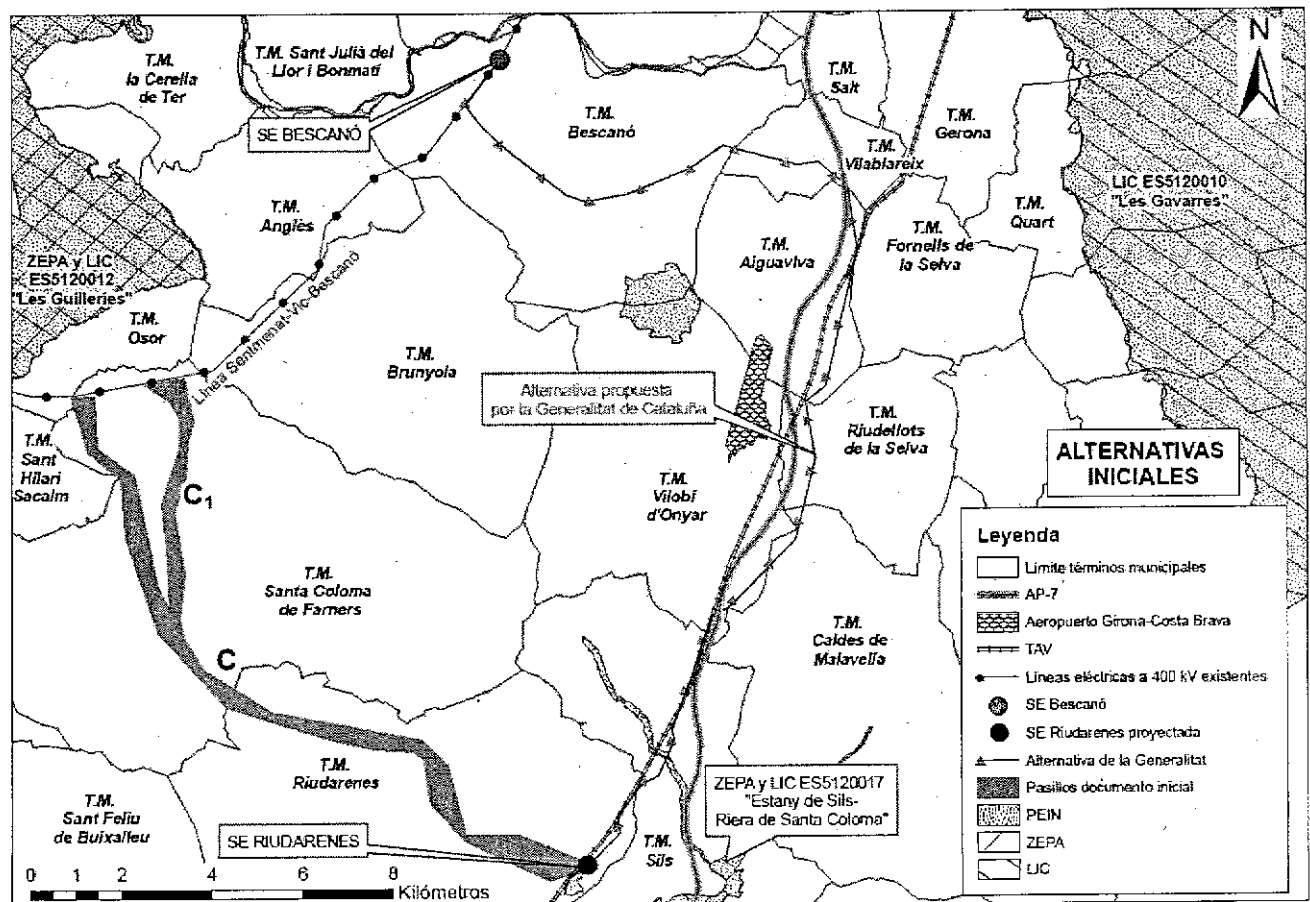 N
T.M.
la Cerella
de Ter
T.M. Sant Julià del
Llor i Bonmatí
SE BESCANÓ
T.M.
Bescanó
T.M.
Salt
T.M.
Gerona
T.M.
Vilablareix
T.M.
Quart
LIC ES5120010
"Les Gavarres"
T.M.
Anglès
ZEPA y LIC
ES5120012
"Les Guilleries"
T.M.
Fornells de
la Selva
T.M.
Aiguaviva
T.M.
Osor
Línea Sentmenat-Vic-Bescanó
T.M.
Brunyola
Alternativa propuesta
por la Generalitat de Cataluña
T.M.
Riudellots
de la Selva
T.M.
Sant
Hilari
Sacalm
C1
T.M.
Vilobí
d'Onyar
T.M.
Santa Coloma
de Farners
T.M.
Caldes de
Malavella
C
T.M.
Riudarenes
T.M.
Sant Feliu
de Buixalleu
SE RIUDARENES
ZEPA y LIC ES5120017
"Estany de Sils-
Riera de Santa Coloma"
T.M.
Sils
0 1 2 4 6 8
Kilómetros
ALTERNATIVAS
INICIALES
Leyenda
Límite términos municipales
AP-7
Aeropuerto Girona-Costa Brava
TAV
Líneas eléctricas a 400 kV existentes
SE Bescanó
SE Riudarenes proyectada
Alternativa de la Generalitat
Pasillos documento inicial
PEIN
ZEPA
LIC